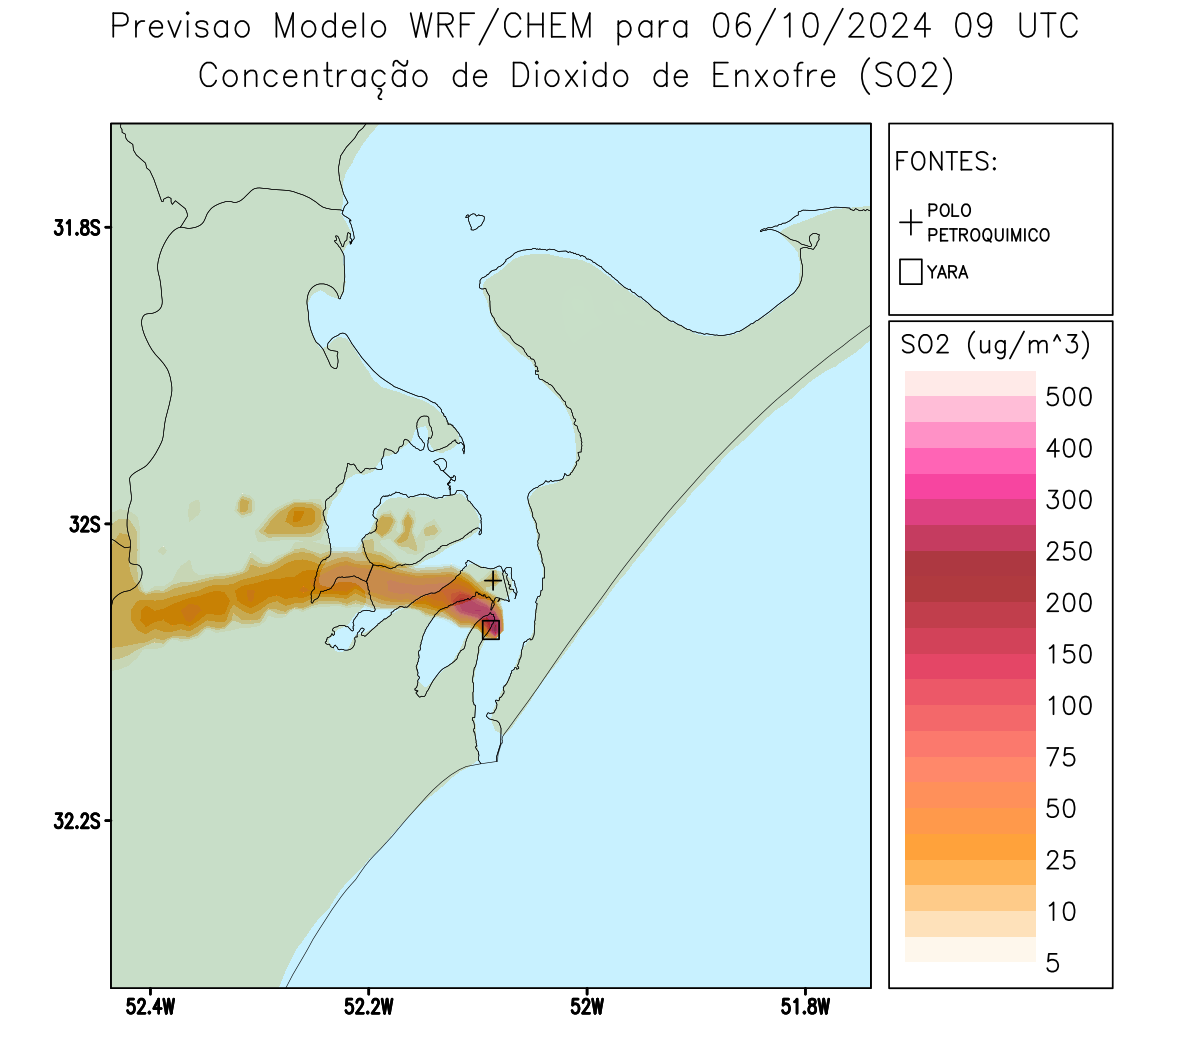 Previsao Modelo WRF/CHEM para 06/10/2024 09 UTC
Concentração de Dioxido de Enxofre (SO2)
FONTES:
POLO
PETROQUIMICO
YARA
SO2 (ug/m^3)
500
400
300
250
200
150
100
75
50
25
10
5
31.8S
32S
32.2S
52.4W
52.2W
52W
51.8W